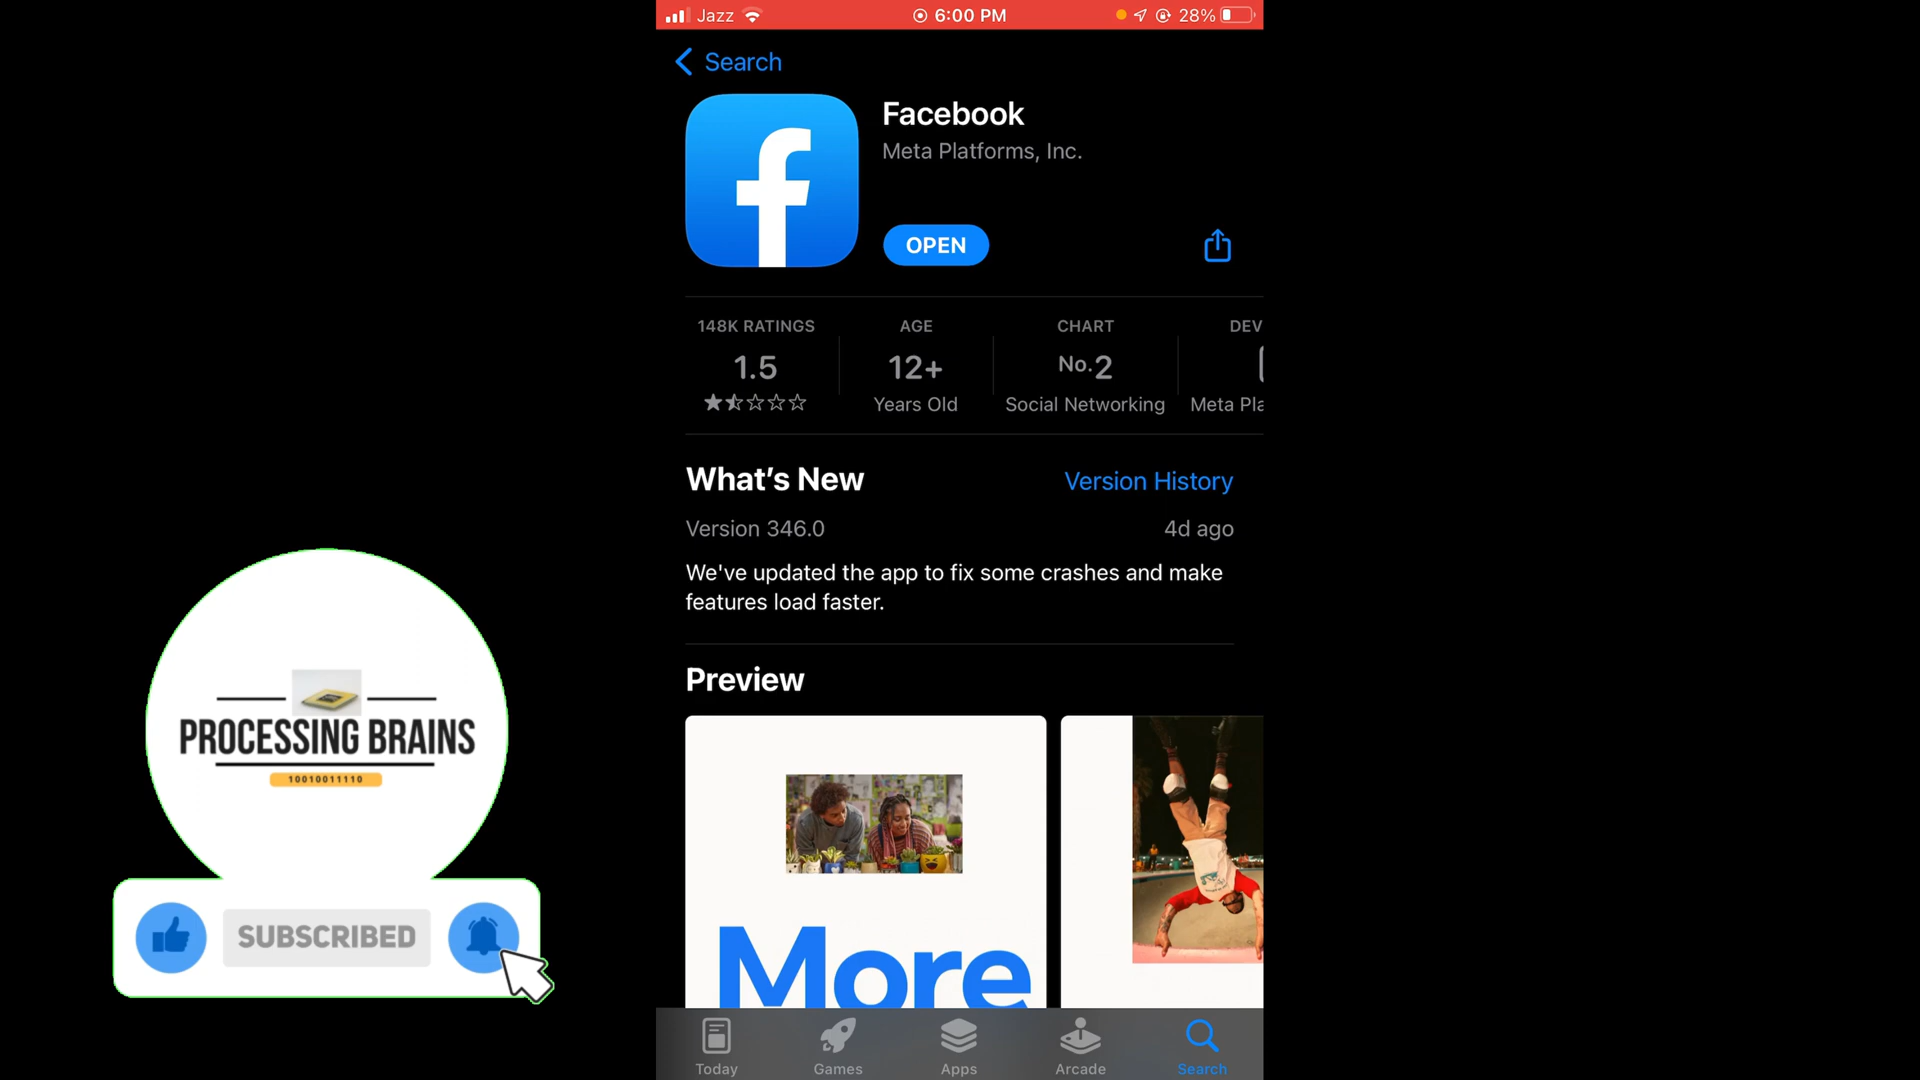 Jazz 6:00 PM 28%
Search
Facebook
Meta Platforms, Inc.
OPEN
148K RATINGS AGE CHART DEV
1.5 12+ No.2
Years Old Social Networking Meta Pla
What's New Version History
Version 346.0 4d ago
We've updated the app to fix some crashes and make
features load faster.
Preview
More
Today Games Apps Arcade Search
PROCESSING BRAINS
10010011110
SUBSCRIBED